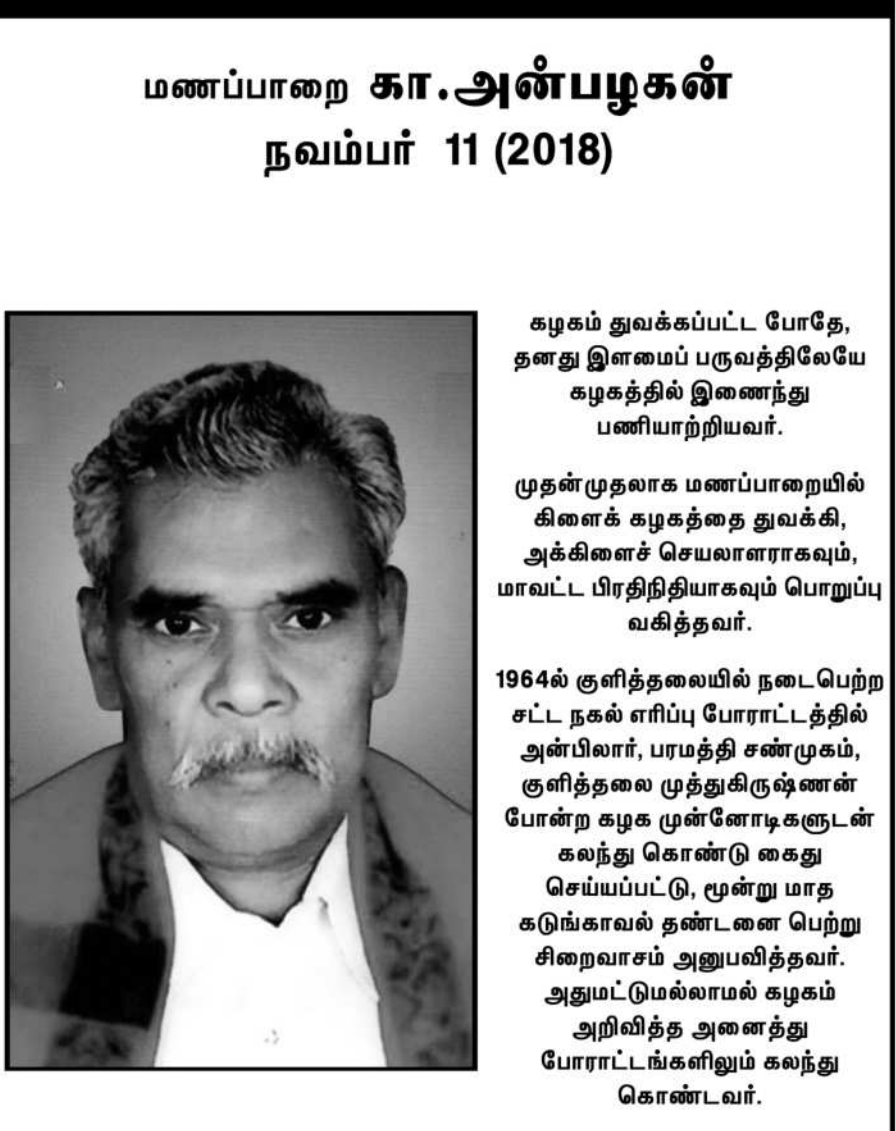 மணப்பாறை கா.அன்பழகன்
நவம்பர் 11 (2018)
கழகம் துவக்கப்பட்ட போதே,
தனது இளமைப் பருவத்திலேயே
கழகத்தில் இணைந்து
பணியாற்றியவர்.
முதன்முதலாக மணப்பாறையில்
கிளைக் கழகத்தை துவக்கி,
அக்கிளைச் செயலாளராகவும்,
மாவட்ட பிரதிநிதியாகவும் பொறுப்பு
வகித்தவர்.
1964ல் குளித்தலையில் நடைபெற்ற
சட்ட நகல் எரிப்பு போராட்டத்தில்
அன்பிலார், பரமத்தி சண்முகம்,
குளித்தலை முத்துகிருஷ்ணன்
போன்ற கழக முன்னோடிகளுடன்
கலந்து கொண்டு கைது
செய்யப்பட்டு, மூன்று மாத
கடுங்காவல் தண்டனை பெற்று
சிறைவாசம் அனுபவித்தவர்.
அதுமட்டுமல்லாமல் கழகம்
அறிவித்த அனைத்து
போராட்டங்களிலும் கலந்து
கொண்டவர்.